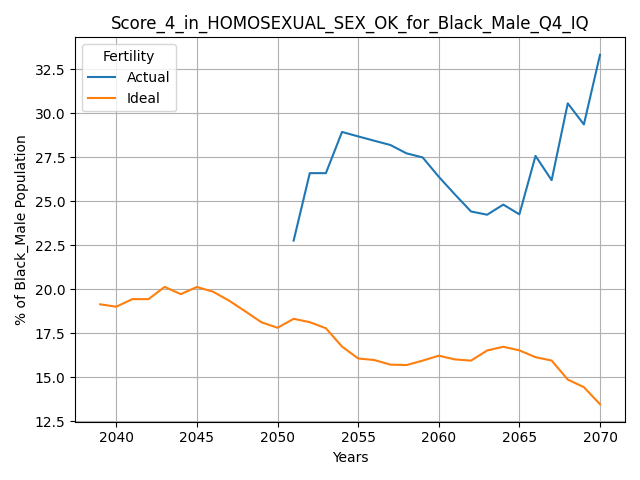 Score_4_in_HOMOSEXUAL_SEX_OK_for_Black_Male_Q4_IQ
Fertility
Actual
Ideal
% of Black_Male Population
32.5
30.0
27.5
25.0
22.5
20.0
17.5
15.0
12.5
2040 2045 2050 2055 2060 2065 2070
Years